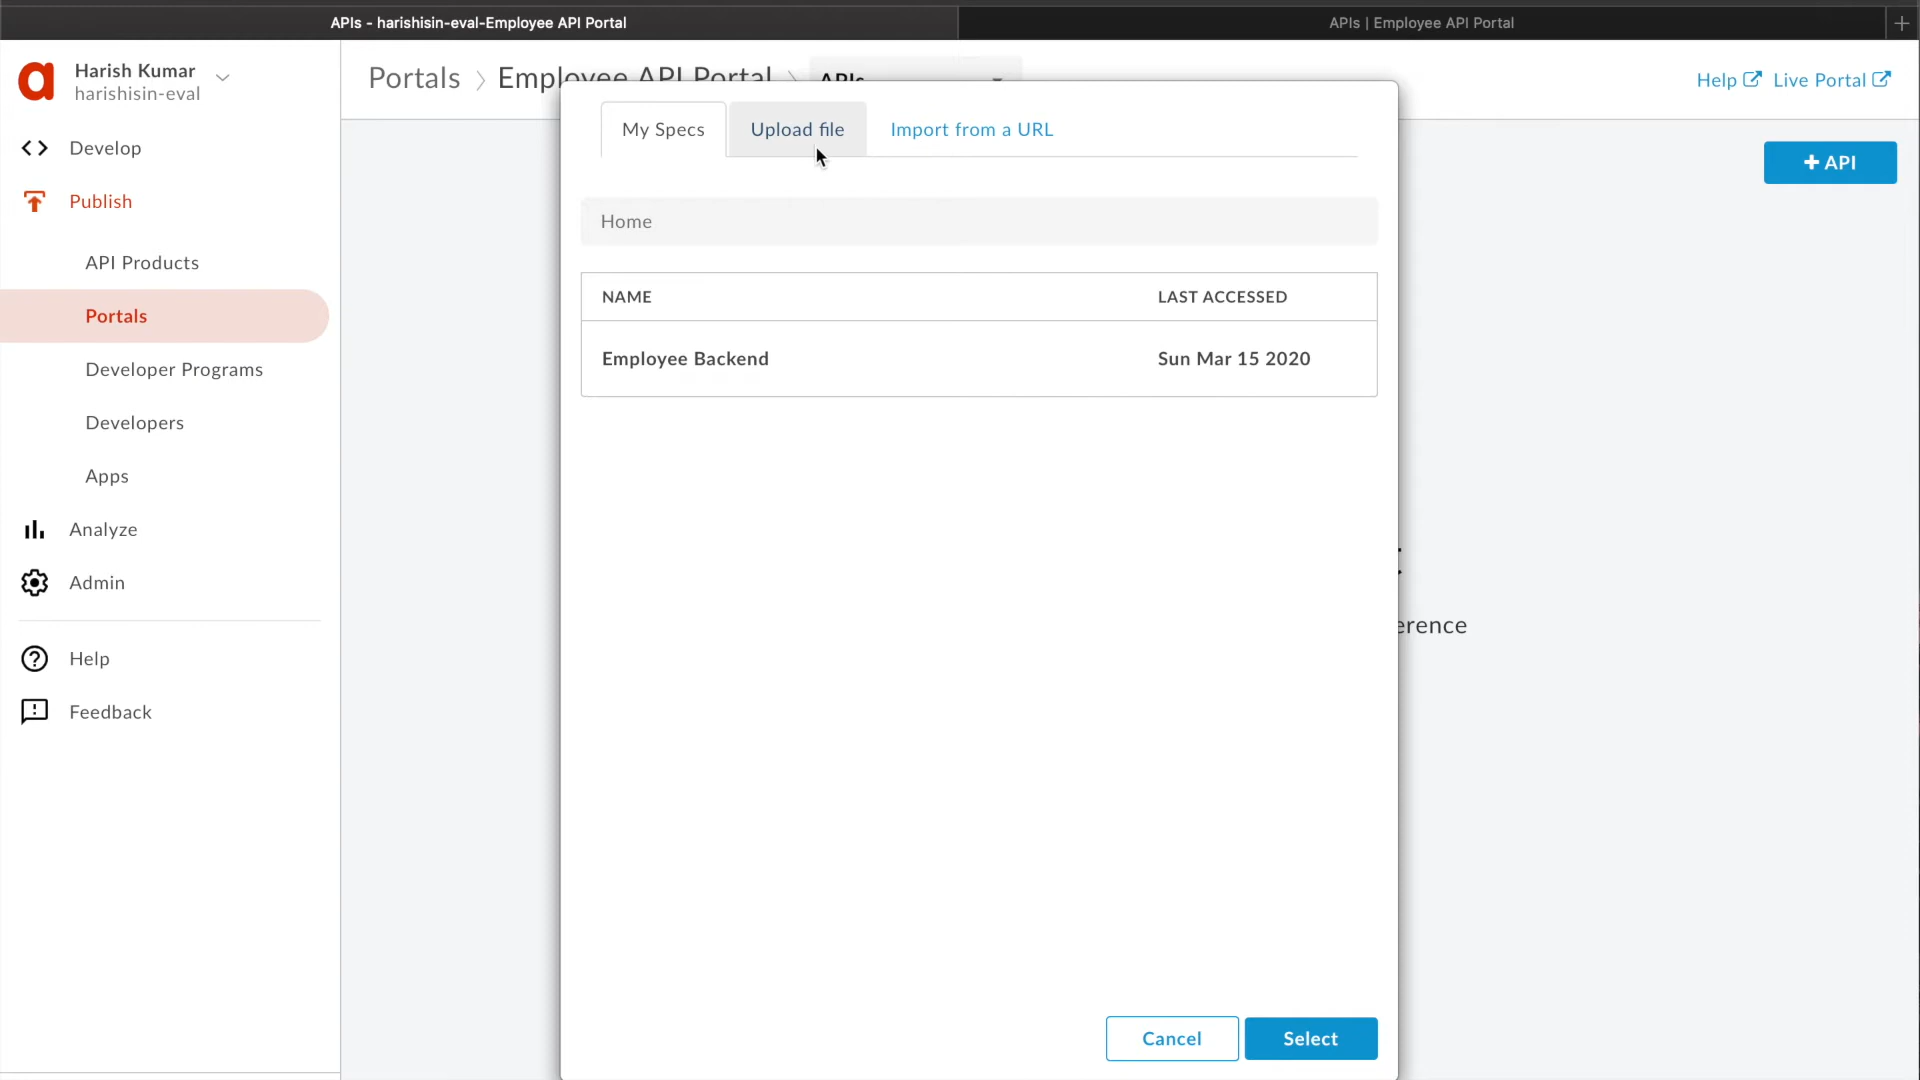 APIs - harishisin-eval-Employee API Portal
APIs | Employee API Portal
Harish Kumar
harishisin-eval
Portals
Employee API Portal
APIs
Help
Live Portal
Develop
Publish
API Products
Portals
Developer Programs
Developers
Apps
Analyze
Admin
Help
Feedback
My Specs
Upload file
Import from a URL
+ API
Home
NAME
LAST ACCESSED
Employee Backend
Sun Mar 15 2020
Cancel
Select